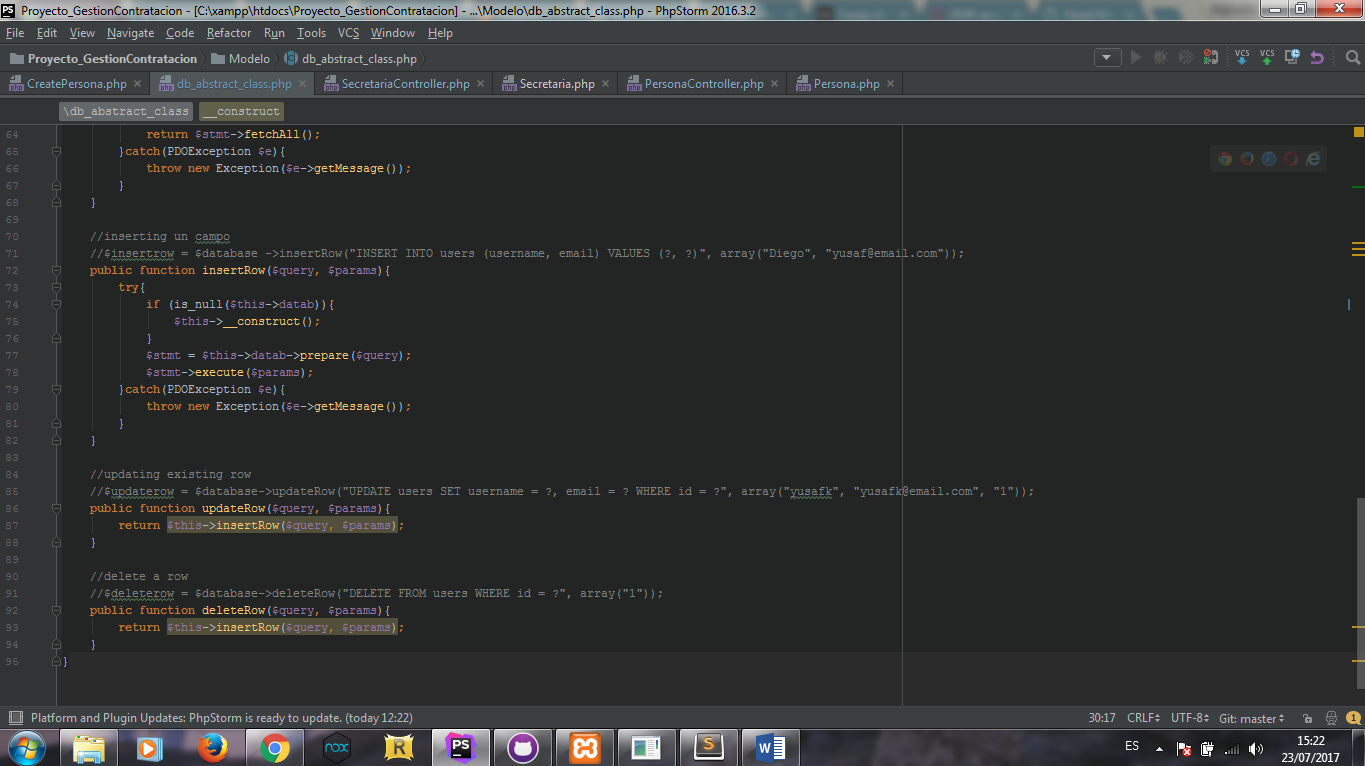 PS Proyecto_GestionContratacion - [C:\xampp\htdocs\Proyecto_GestionContratacion] - ...\Modelo\db_abstract_class.php - PhpStorm 2016.3.2
File Edit View Navigate Code Refactor Run Tools VCS Window Help
Proyecto_GestionContratacion Modelo db_abstract_class.php VCS VCS
CreatePersona.php db_abstract_class.php SecretariaController.php Secretaria.php PersonaController.php Persona.php
\db_abstract_class __construct
64 return $stmt->fetchAll();
65 }catch(PDOException $e){
66 throw new Exception($e->getMessage());
67 }
68 }
69
70 //inserting un campo
71 //$insertrow = $database ->insertRow("INSERT INTO users (username, email) VALUES (?, ?)", array("Diego", "yusaf@email.com"));
72 public function insertRow($query, $params){
73 try{
74 if (is_null($this->datab)){
75 $this->__construct();
76 }
77 $stmt = $this->datab->prepare($query);
78 $stmt->execute($params);
79 }catch(PDOException $e){
80 throw new Exception($e->getMessage());
81 }
82 }
83
84 //updating existing row
85 //$updaterow = $database->updateRow("UPDATE users SET username = ?, email = ? WHERE id = ?", array("yusafk", "yusafk@email.com", "1"));
86 public function updateRow($query, $params){
87 return $this->insertRow($query, $params);
88 }
89
90 //delete a row
91 //$deleterow = $database->deleteRow("DELETE FROM users WHERE id = ?", array("1"));
92 public function deleteRow($query, $params){
93 return $this->insertRow($query, $params);
94 }
95 }
Platform and Plugin Updates: PhpStorm is ready to update. (today 12:22) 30:17 CRLF UTF-8 Git: master 1
nox R PS S W ES 15:22
23/07/2017